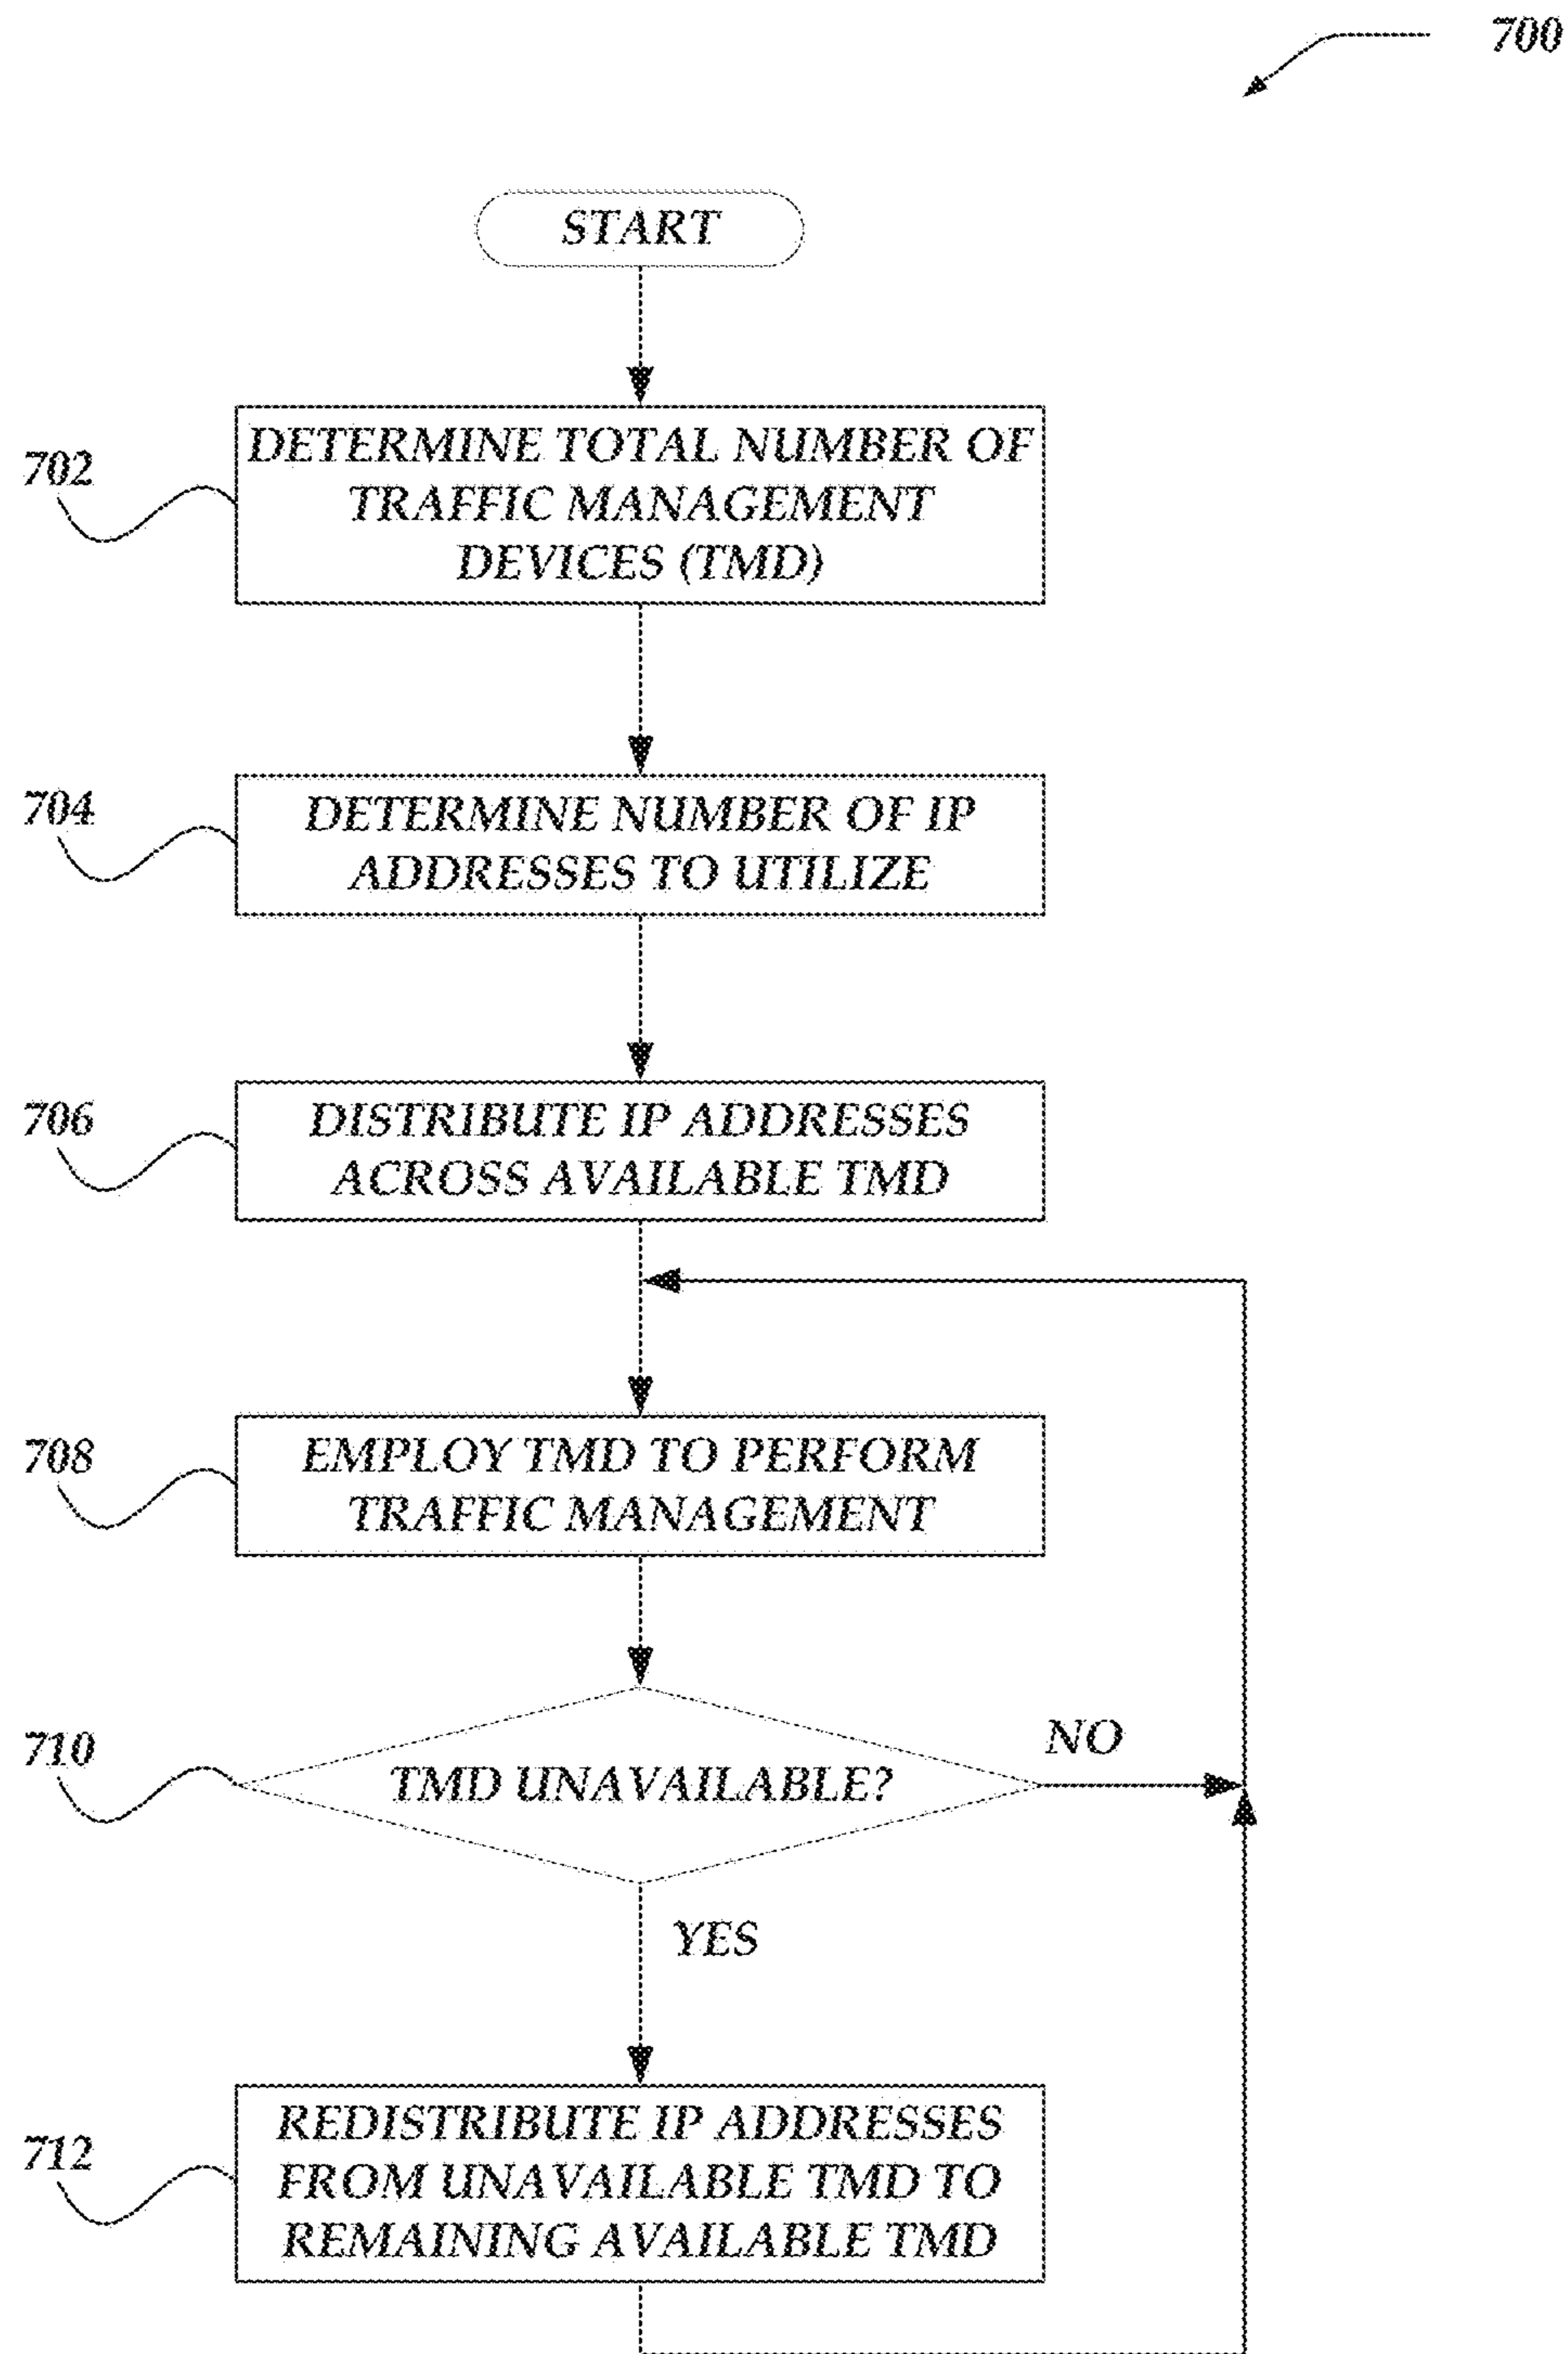 700
START
702
DETERMINE TOTAL NUMBER OF
TRAFFIC MANAGEMENT
DEVICES (TMD)
704
DETERMINE NUMBER OF IP
ADDRESSES TO UTILIZE
706
DISTRIBUTE IP ADDRESSES
ACROSS AVAILABLE TMD
708
EMPLOY TMD TO PERFORM
TRAFFIC MANAGEMENT
710
TMD UNAVAILABLE?
NO
YES
712
REDISTRIBUTE IP ADDRESSES
FROM UNAVAILABLE TMD TO
REMAINING AVAILABLE TMD